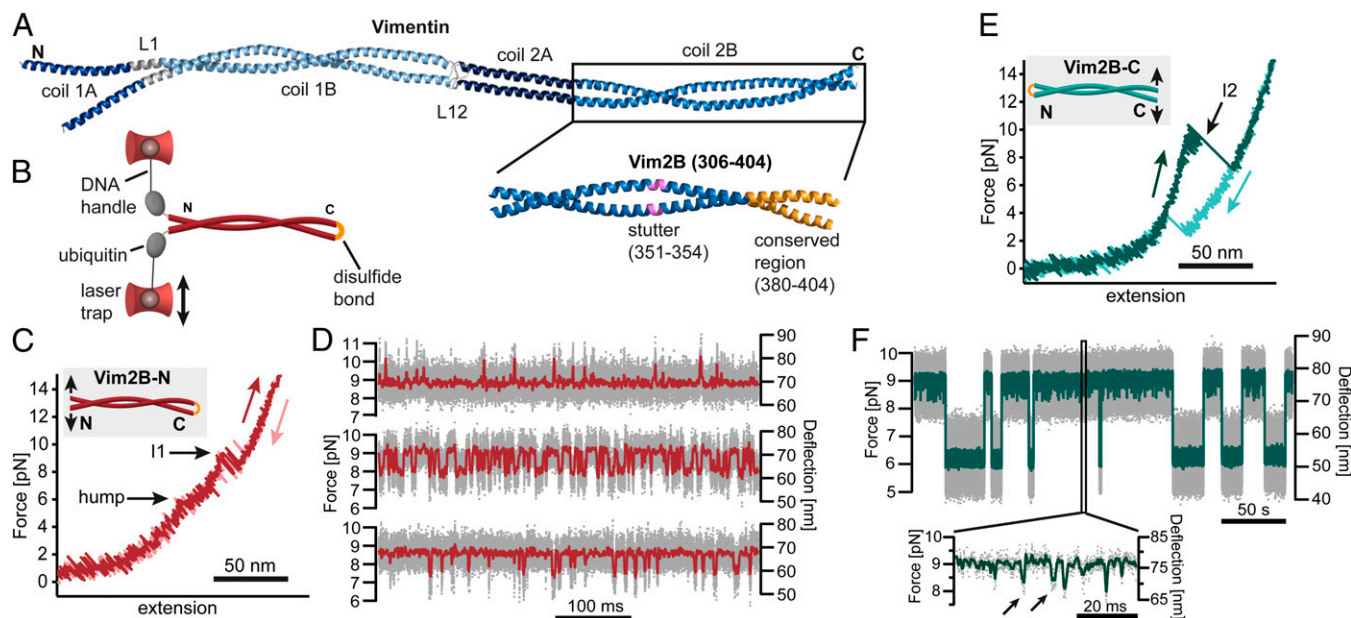 A
Vimentin
N
L1
coil 1A
coil 1B
coil 2A
L12
coil 2B
C
Vim2B (306-404)
stutter
(351-354)
conserved
region
(380-404)
B
DNA
handle
N
C
ubiquitin
laser
trap
disulfide
bond
C
Vim2B-N
N
C
I1
hump
Force [pN]
14
12
10
8
6
4
2
0
50 nm
extension
D
Force [pN]
11
10
9
8
7
10
9
8
7
6
10
9
8
7
6
90
80
70
60
80
70
60
50
80
70
60
50
Deflection [nm]
100 ms
E
Vim2B-C
N
C
I2
Force [pN]
14
12
10
8
6
4
2
0
50 nm
extension
F
Force [pN]
10
9
8
7
6
5
90
80
70
60
50
40
Deflection [nm]
50 s
Force [pN]
10
9
8
85
75
65
Deflection [nm]
20 ms